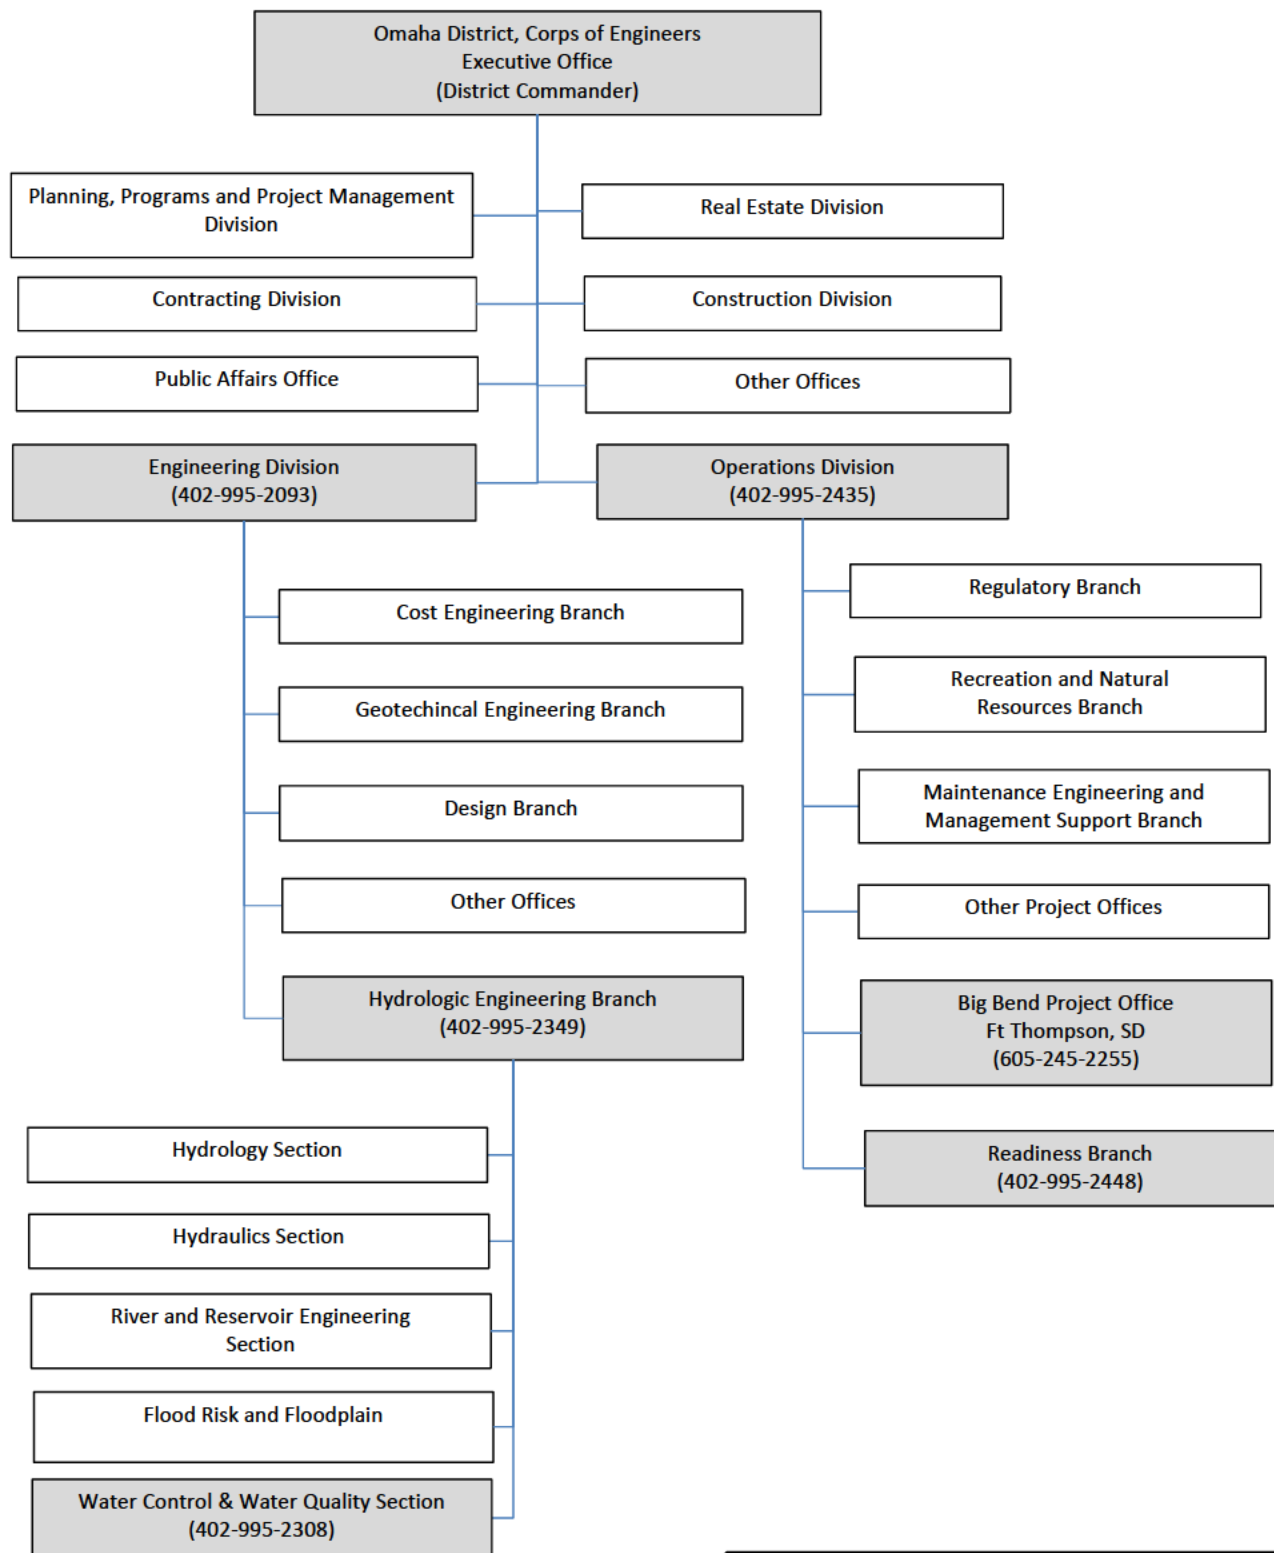 Omaha District, Corps of Engineers
Executive Office
(District Commander)
Planning, Programs and Project Management
Division
Real Estate Division
Contracting Division
Construction Division
Public Affairs Office
Other Offices
Engineering Division
(402-995-2093)
Operations Division
(402-995-2435)
Cost Engineering Branch
Geotechincal Engineering Branch
Design Branch
Other Offices
Hydrologic Engineering Branch
(402-995-2349)
Regulatory Branch
Recreation and Natural
Resources Branch
Maintenance Engineering and
Management Support Branch
Other Project Offices
Big Bend Project Office
Ft Thompson, SD
(605-245-2255)
Readiness Branch
(402-995-2448)
Hydrology Section
Hydraulics Section
River and Reservoir Engineering
Section
Flood Risk and Floodplain
Water Control & Water Quality Section
(402-995-2308)